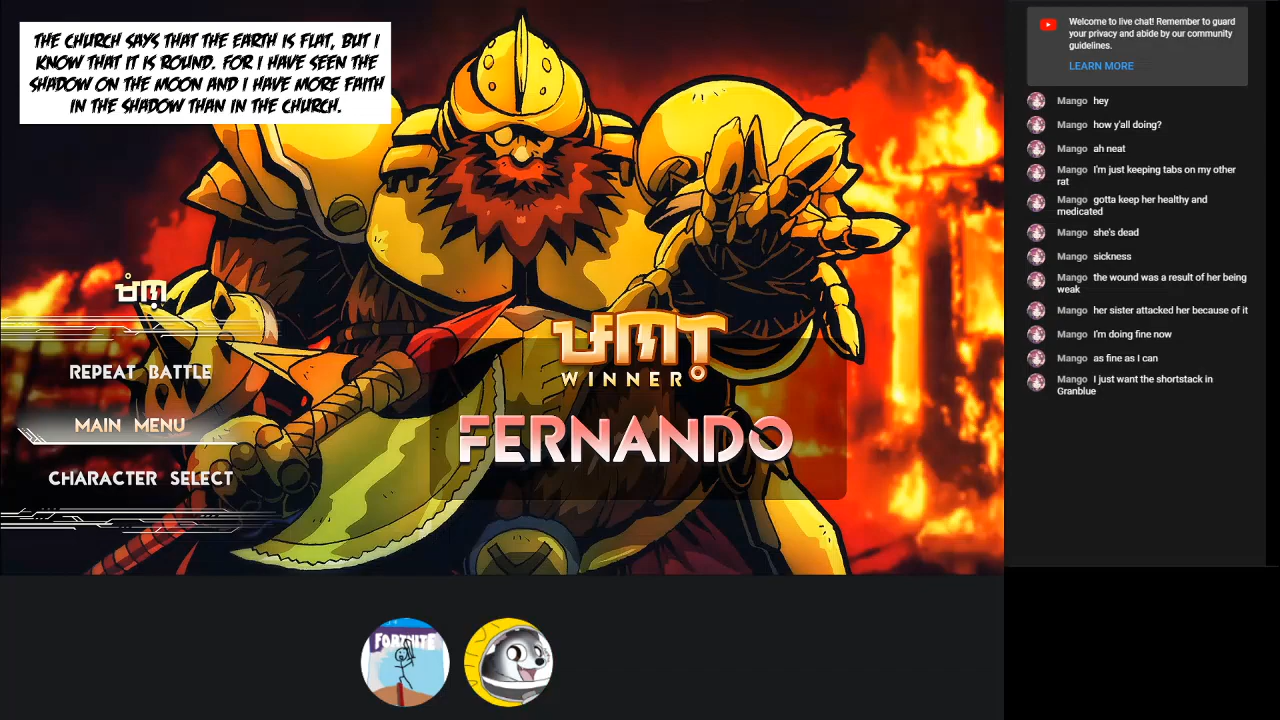 THE CHURCH SAYS THAT THE EARTH IS FLAT, BUT I
KNOW THAT IT IS ROUND. FOR I HAVE SEEN THE
SHADOW ON THE MOON AND I HAVE MORE FAITH
IN THE SHADOW THAN IN THE CHURCH.
REPEAT BATTLE
MAIN MENU
CHARACTER SELECT
WINNER
FERNANDO
FORTNITE
Welcome to live chat! Remember to guard
your privacy and abide by our community
guidelines.
LEARN MORE
Mango hey
Mango how y'all doing?
Mango ah neat
Mango I'm just keeping tabs on my other
rat
Mango gotta keep her healthy and
medicated
Mango she's dead
Mango sickness
Mango the wound was a result of her being
weak
Mango her sister attacked her because of it
Mango I'm doing fine now
Mango as fine as I can
Mango I just want the shortstack in
Granblue